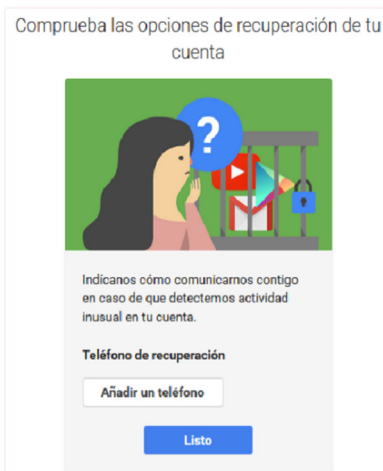 Comprueba las opciones de recuperación de tu
cuenta
?
Indícanos cómo comunicarnos contigo
en caso de que detectemos actividad
inusual en tu cuenta.
Teléfono de recuperación
Añadir un teléfono
Listo